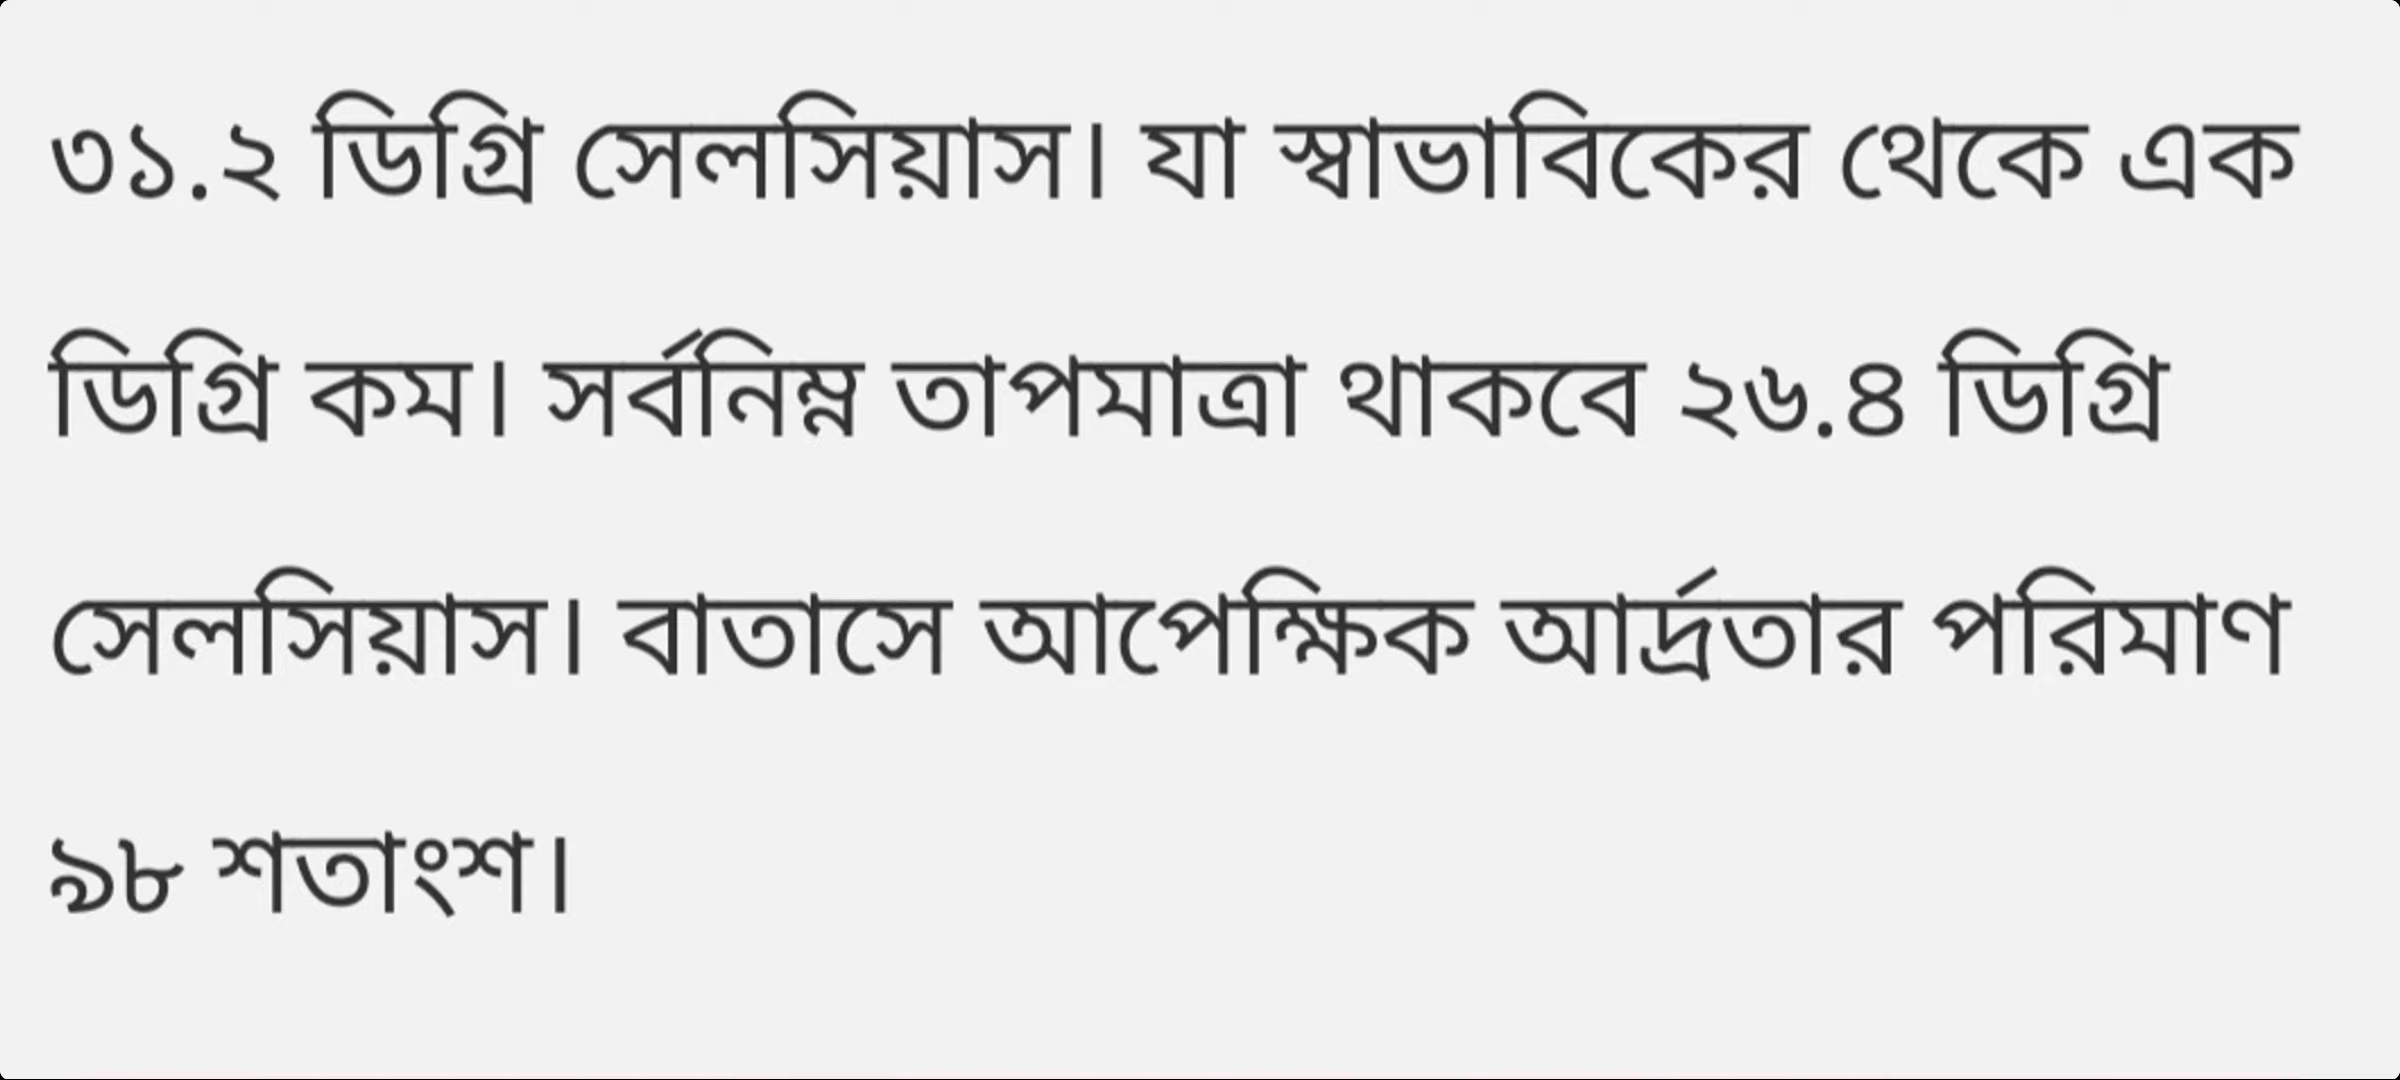 ৩১.২ ডিগ্রি সেলসিয়াস। যা স্বাভাবিকের থেকে এক
ডিগ্রি কম। সর্বনিম্ন তাপমাত্রা থাকবে ২৬.৪ ডিগ্রি
সেলসিয়াস। বাতাসে আপেক্ষিক আর্দ্রতার পরিমাণ
৯৮ শতাংশ।